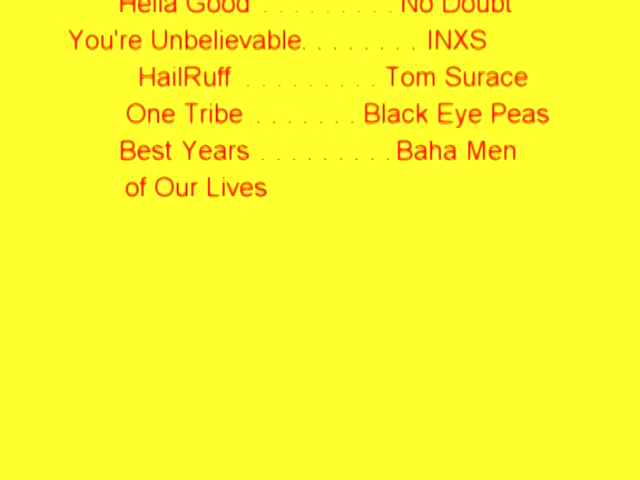 Hella Good . . . . . . . . . . No Doubt
You're Unbelievable. . . . . . . . INXS
HailRuff . . . . . . . . . . Tom Surace
One Tribe . . . . . . . Black Eye Peas
Best Years . . . . . . . . . . Baha Men
of Our Lives